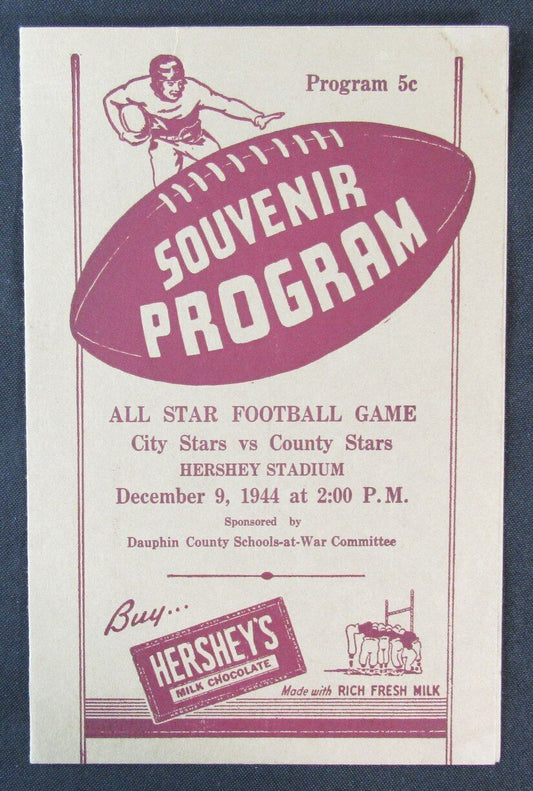 Program 5c
SOUVENIR
PROGRAM
ALL STAR FOOTBALL GAME
City Stars vs County Stars
HERSHEY STADIUM
December 9, 1944 at 2:00 P.M.
Sponsored by
Dauphin County Schools-at-War Committee
Buy...
HERSHEY'S
MILK CHOCOLATE
Made with RICH FRESH MILK